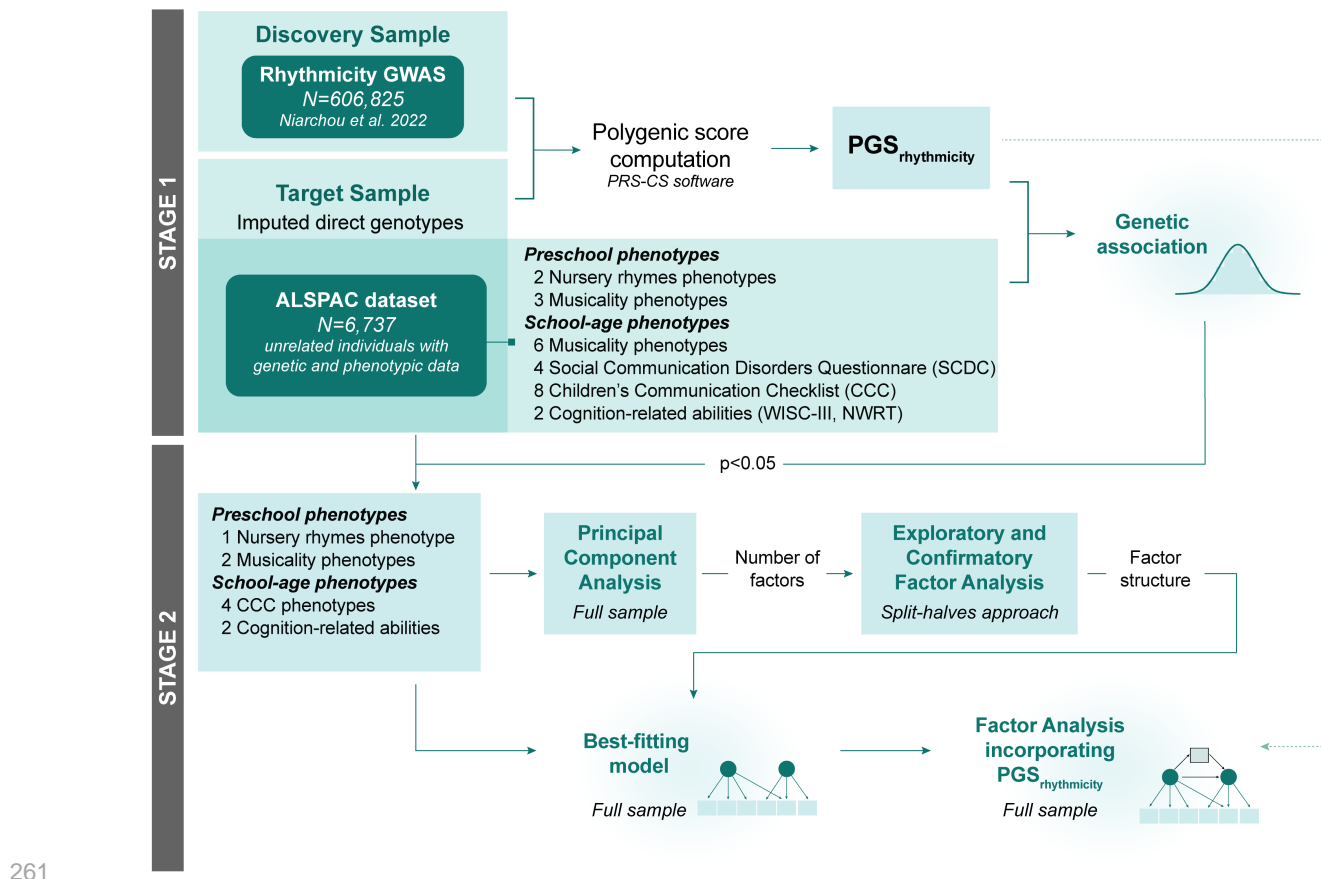 STAGE 1
Discovery Sample
Rhythmicity GWAS
N=606,825
Niarchou et al. 2022
Target Sample
Imputed direct genotypes
ALSPAC dataset
N=6,737
unrelated individuals with
genetic and phenotypic data
Polygenic score
computation
PRS-CS software
PGSrhythmicity
Preschool phenotypes
2 Nursery rhymes phenotypes
3 Musicality phenotypes
School-age phenotypes
6 Musicality phenotypes
4 Social Communication Disorders Questionnare (SCDC)
8 Children's Communication Checklist (CCC)
2 Cognition-related abilities (WISC-III, NWRT)
Genetic
association
p<0.05
STAGE 2
Preschool phenotypes
1 Nursery rhymes phenotype
2 Musicality phenotypes
School-age phenotypes
4 CCC phenotypes
2 Cognition-related abilities
Principal
Component
Analysis
Full sample
Number of
factors
Exploratory and
Confirmatory
Factor Analysis
Split-halves approach
Factor
structure
Best-fitting
model
Full sample
Factor Analysis
incorporating
PGSrhythmicity
Full sample
261